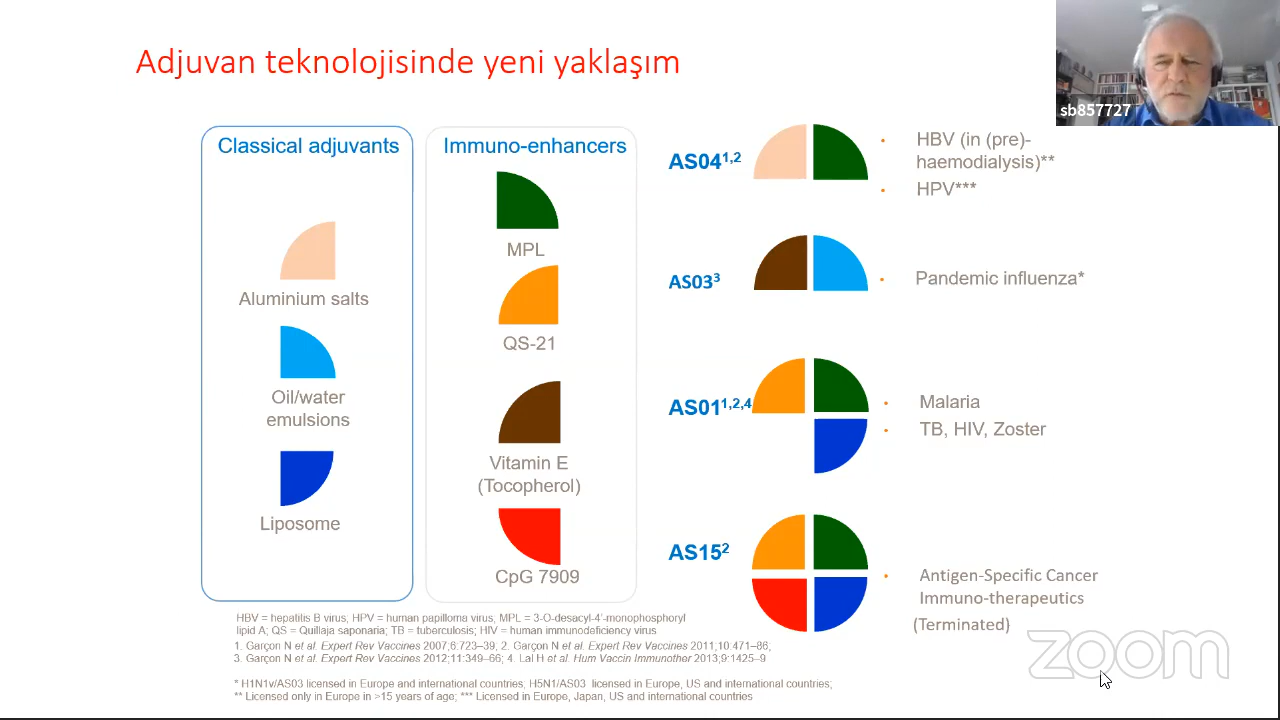 Adjuvan teknolojisinde yeni yaklaşım
sb857727
Classical adjuvants
Aluminium salts
Oil/water
emulsions
Liposome
Immuno-enhancers
MPL
QS-21
Vitamin E
(Tocopherol)
CpG 7909
AS04¹,²
• HBV (in (pre)-
haemodialysis)**
• HPV***
AS03³
• Pandemic influenza*
AS01¹,²,⁴
• Malaria
• TB, HIV, Zoster
AS15²
• Antigen-Specific Cancer
Immuno-therapeutics
(Terminated)
HBV = hepatitis B virus; HPV = human papilloma virus; MPL = 3-O-desacyl-4'-monophosphoryl
lipid A; QS = Quillaja saponaria; TB = tuberculosis; HIV = human immunodeficiency virus
1. Garçon N et al. Expert Rev Vaccines 2007;6:723–39; 2. Garçon N et al. Expert Rev Vaccines 2011;10:471–86;
3. Garçon N et al. Expert Rev Vaccines 2012;11:349–66; 4. Lal H et al. Hum Vaccin Immunother 2013;9:1425–9
* H1N1v/AS03 licensed in Europe and international countries, H5N1/AS03 licensed in Europe, US and international countries;
** Licensed only in Europe in >15 years of age; *** Licensed in Europe, Japan, US and international countries
zoom